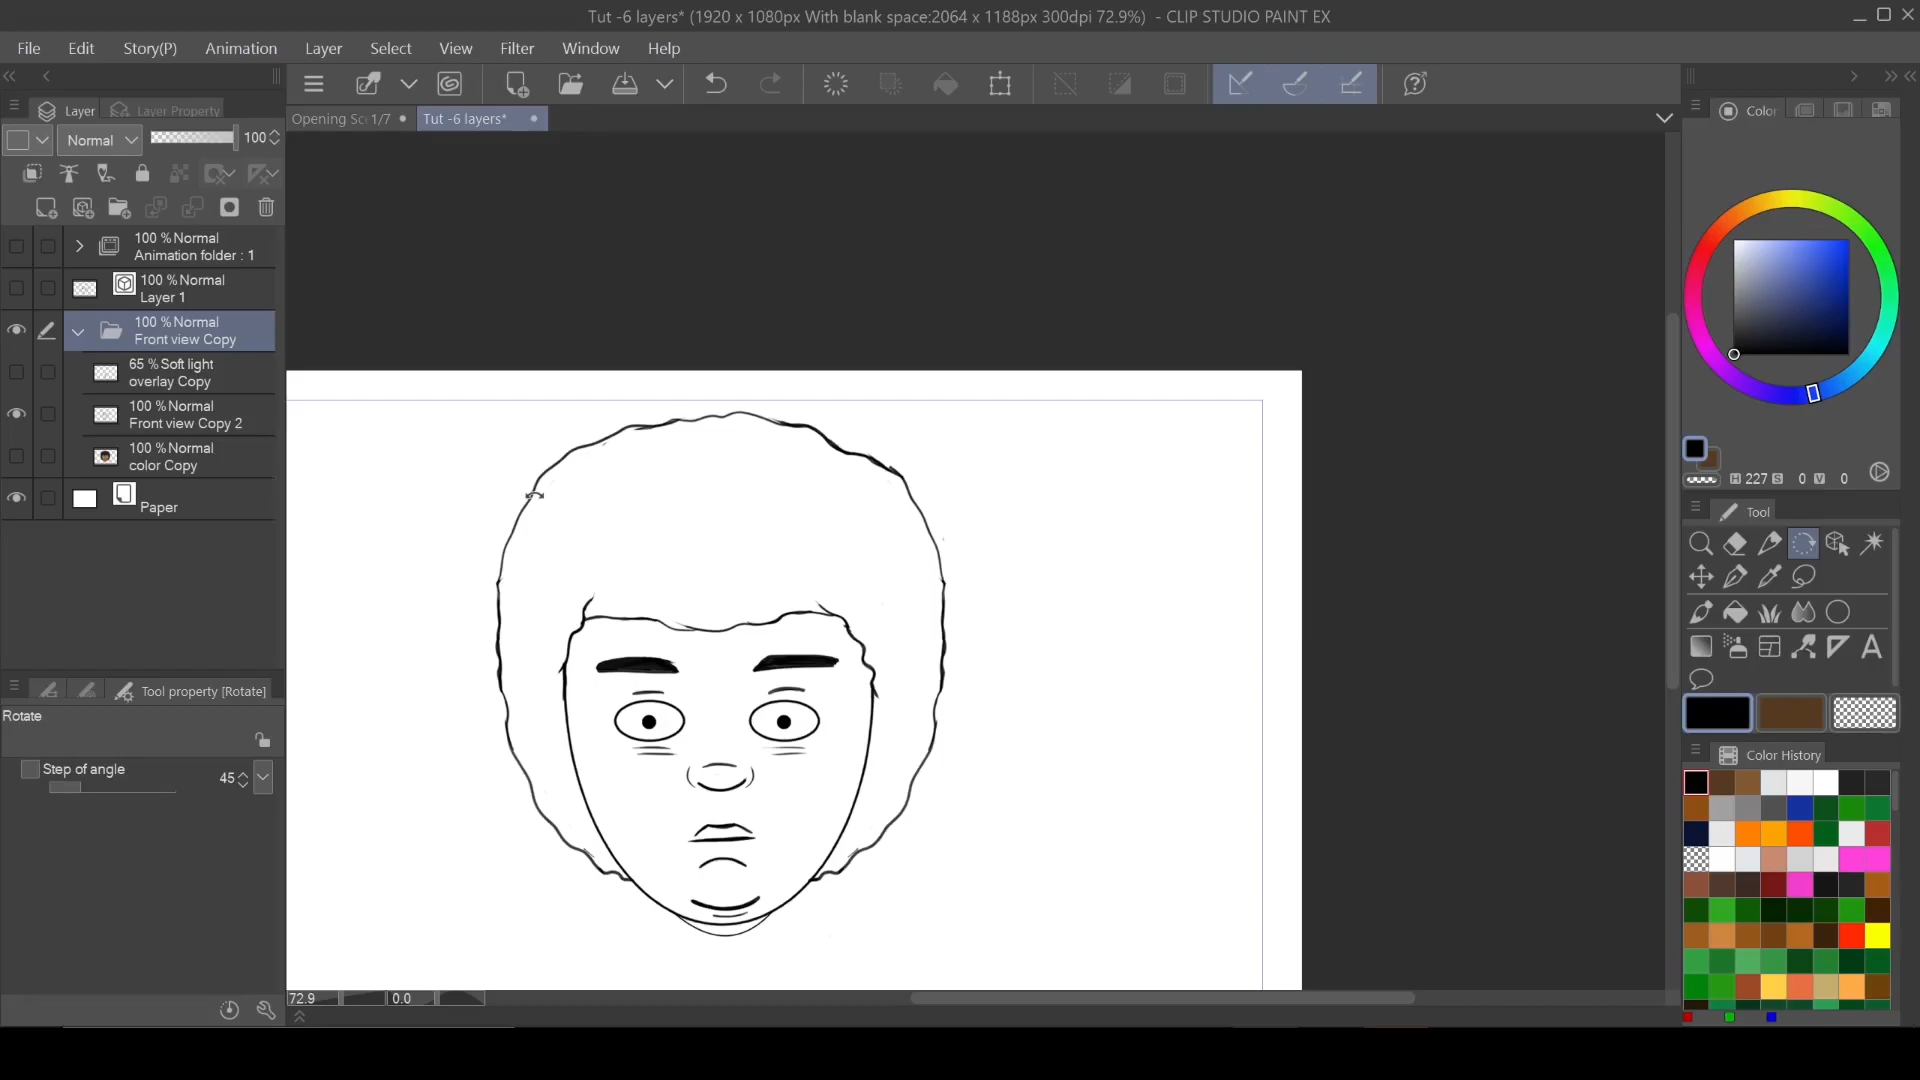 Tut -6 layers* (1920 x 1080px With blank space:2064 x 1188px 300dpi 72.9%)  - CLIP STUDIO PAINT EX
File Edit Story(P) Animation Layer Select View Filter Window Help
Layer Layer Property
Opening Sc 1/7
Tut -6 layers*
Color
Normal 100
100 %Normal
Animation folder : 1
100 %Normal
Layer 1
100 %Normal
Front view Copy
65 %Soft light
overlay Copy
100 %Normal
Front view Copy 2
100 %Normal
color Copy
Paper
H 227 S 0 V 0
Tool
A
Tool property [Rotate]
Rotate
Step of angle 45
Color History
72.9 0.0